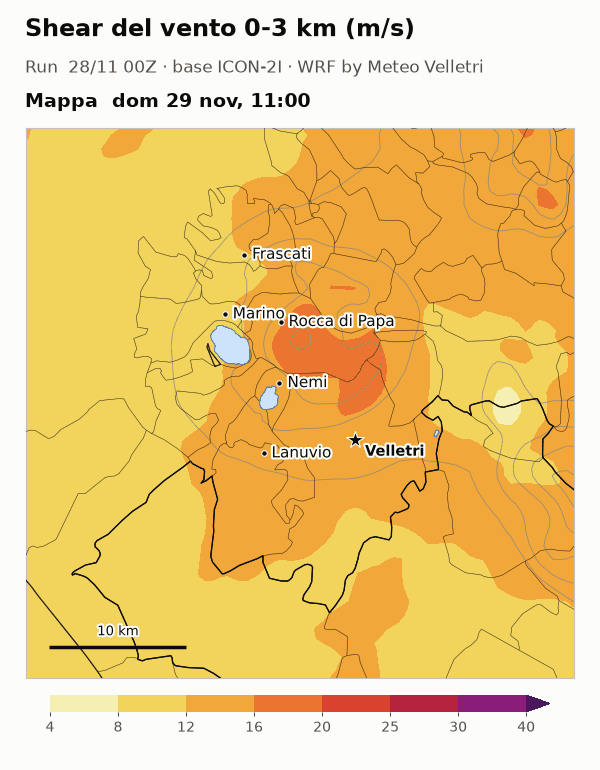 Shear del vento 0-3 km (m/s)
Run  28/11 00Z · base ICON-2I · WRF by Meteo Velletri
Mappa  dom 29 nov, 11:00
Frascati
Marino
Rocca di Papa
Nemi
Velletri
Lanuvio
10 km
4 8 12 16 20 25 30 40